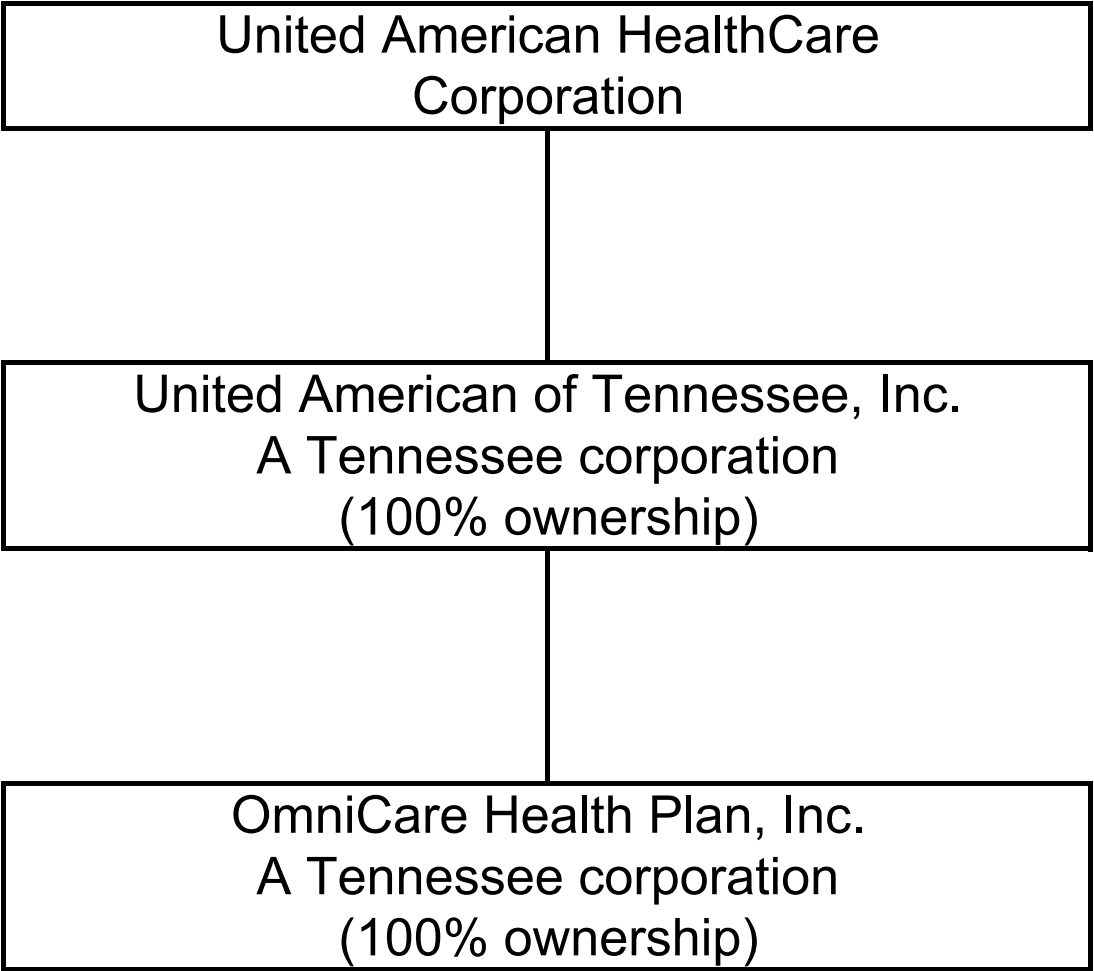 United American HealthCare
Corporation
United American of Tennessee, Inc.
A Tennessee corporation
(100% ownership)
OmniCare Health Plan, Inc.
A Tennessee corporation
(100% ownership)